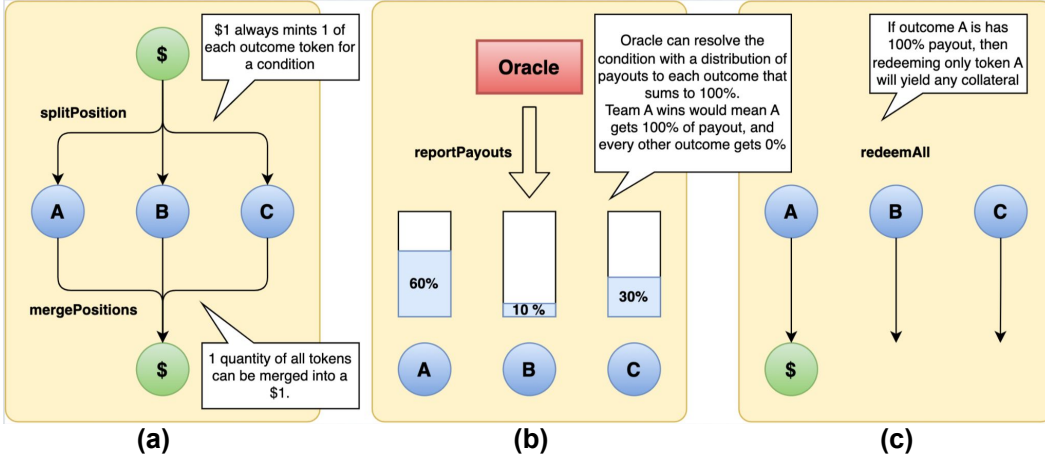 $1 always mints 1 of
each outcome token for
a condition
$
splitPosition
A
B
C
mergePositions
$
1 quantity of all tokens
can be merged into a
$1.
(a)
Oracle
Oracle can resolve the
condition with a distribution of
payouts to each outcome that
sums to 100%.
Team A wins would mean A
gets 100% of payout, and
every other outcome gets 0%
reportPayouts
60%
10 %
30%
A
B
C
(b)
If outcome A is has
100% payout, then
redeeming only token A
will yield any collateral
redeemAll
A
B
C
$
(c)